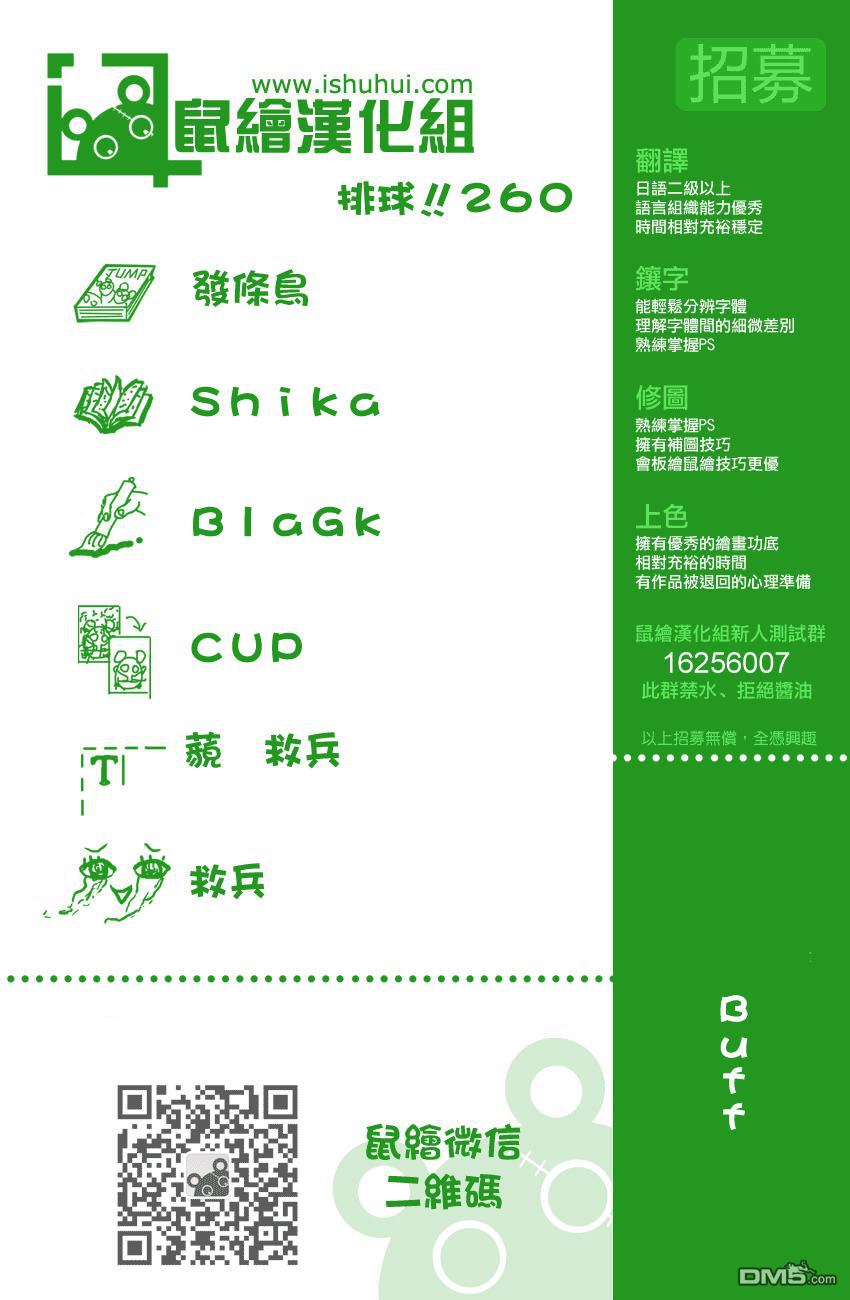 www.ishuhui.com
鼠繪漢化組
排球!!260
JUMP
發條鳥
Shika
BlaGk
CUp
T
藐 救兵
救兵
鼠繪微信
二維碼
招募
翻譯
日語二級以上
語言組織能力優秀
時間相對充裕穩定
鑲字
能輕鬆分辨字體
理解字體間的細微差別
熟練掌握PS
修圖
熟練掌握PS
擁有補圖技巧
會板繪鼠繪技巧更優
上色
擁有優秀的繪畫功底
相對充裕的時間
有作品被退回的心理準備
鼠繪漢化組新人測試群
16256007
此群禁水、拒絕醬油
以上招募無償，全憑興趣
Buff
DM5.com